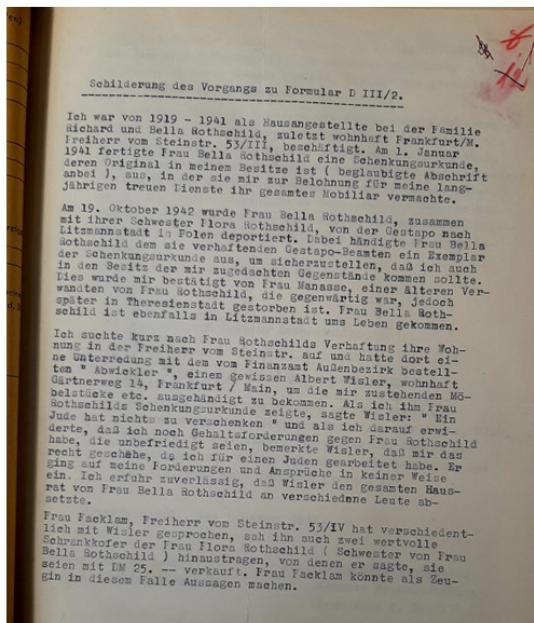 Schilderung des Vorgangs zu Formular D III/2.
Ich war von 1919 - 1941 als Hausangestellte bei der Familie
Richard und Bella Rothschild, zuletzt wohnhaft Frankfurt/M.
Freiherr vom Steinstr. 53/III, beschäftigt. Am 1. Januar
1941 fertigte Frau Bella Rothschild eine Schenkungsurkunde,
deren Original in meinem Besitze ist ( beglaubigte Abschrift
anbei ), aus, in der sie mir zur Belohnung für meine lang-
jährigen treuen Dienste ihr gesamtes Mobiliar vermachte.
Am 19. Oktober 1942 wurde Frau Bella Rothschild, zusammen
mit ihrer Schwester Flora Rothschild, von der Gestapo nach
Litzmannstadt in Polen deportiert. Dabei händigte Frau Bella
Rothschild dem sie verhaftenden Gestapo-Beamten ein Exemplar
der Schenkungsurkunde aus, um sicherzustellen, daß ich auch
in den Besitz der mir zugedachten Gegenstände kommen sollte.
Dies wurde mir bestätigt von Frau Manasse, einer älteren Ver-
wandten von Frau Rothschild, die gegenwärtig war, jedoch
später in Theresienstadt gestorben ist. Frau Bella Roth-
schild ist ebenfalls in Litzmannstadt ums Leben gekommen.
Ich suchte kurz nach Frau Rothschilds Verhaftung ihre Woh-
nung in der Freiherr vom Steinstr. auf und hatte dort ei-
ne Unterredung mit dem vom Finanzamt Außenbezirk bestell-
ten " Abwickler ", einem gewissen Albert Wisler, wohnhaft
Gärtnerweg 14, Frankfurt / Main, um die mir zustehenden Mö-
belstücke etc. ausgehändigt zu bekommen. Als ich ihm Frau
Rothschilds Schenkungsurkunde zeigte, sagte Wisler: " Ein
Jude hat nichts zu verschenken " und als ich darauf erwi-
derte, daß ich noch Gehaltsforderungen gegen Frau Rothschild
habe, die unbefriedigt seien, bemerkte Wisler, daß mir das
recht geschähe, da ich für einen Juden gearbeitet habe. Er
ging auf meine Forderungen und Ansprüche in keiner Weise
ein. Ich erfuhr zuverlässig, daß Wisler den gesamten Haus-
rat von Frau Bella Rothschild an verschiednne Leute ab-
setzte.
Frau Facklam, Freiherr vom Steinstr. 53/IV hat verschiedent-
lich mit Wisler gesprochen, sah ihn auch zwei wertvolle
Schrankkofer der Frau Flora Rothschild ( Schwester von Frau
Bella Rothschild ) hinaustragen, von denen er sagte, sie
seien mit DM 25. -- verkauft. Frau Facklam könnte als Zeu-
gin in diesem Falle Aussagen machen.